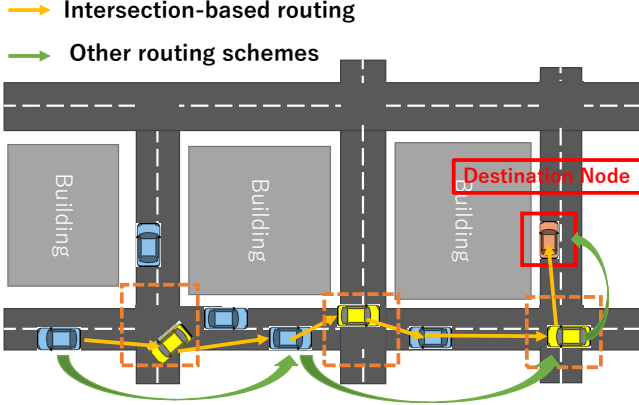 Intersection-based routing
Other routing schemes
Building
Building
Building
Destination Node